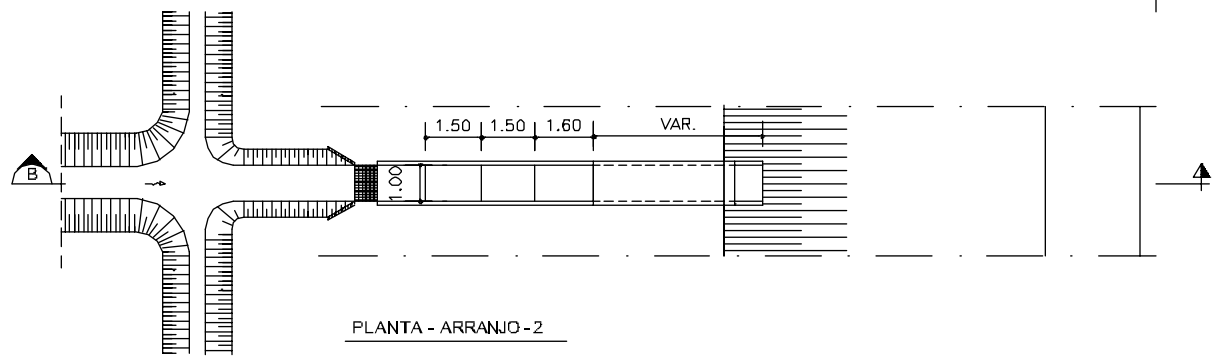 1.50 1.50 1.60 VAR.
B
1.00
PLANTA - ARRANJO - 2